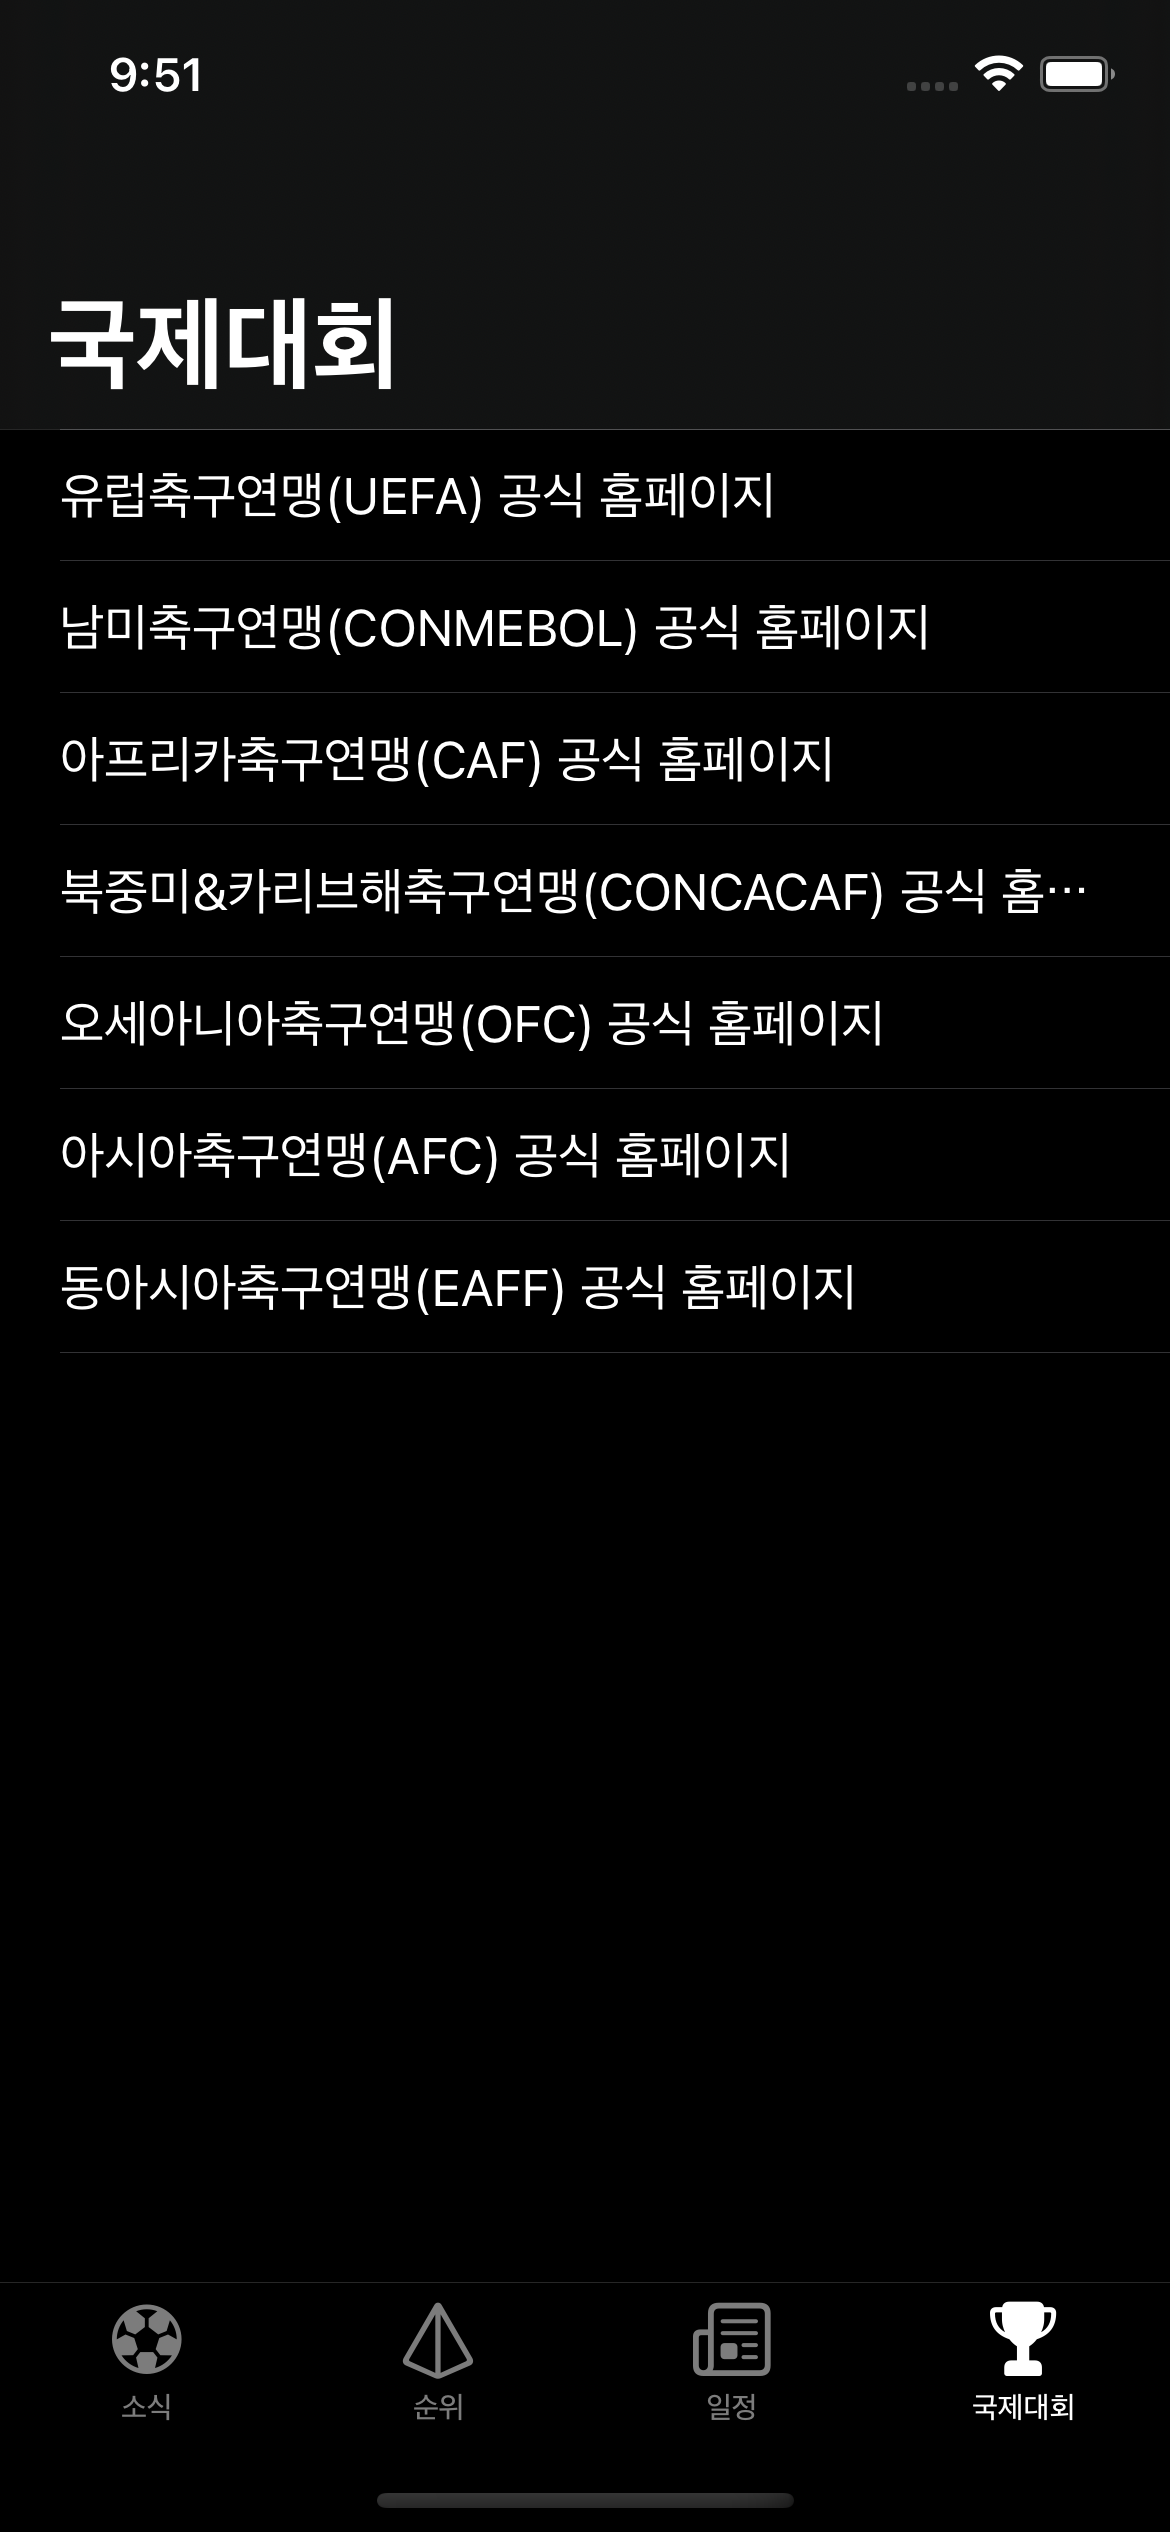 9:51
국제대회
유럽축구연맹(UEFA) 공식 홈페이지
남미축구연맹(CONMEBOL) 공식 홈페이지
아프리카축구연맹(CAF) 공식 홈페이지
북중미&카리브해축구연맹(CONCACAF) 공식 홈…
오세아니아축구연맹(OFC) 공식 홈페이지
아시아축구연맹(AFC) 공식 홈페이지
동아시아축구연맹(EAFF) 공식 홈페이지
소식
순위
일정
국제대회